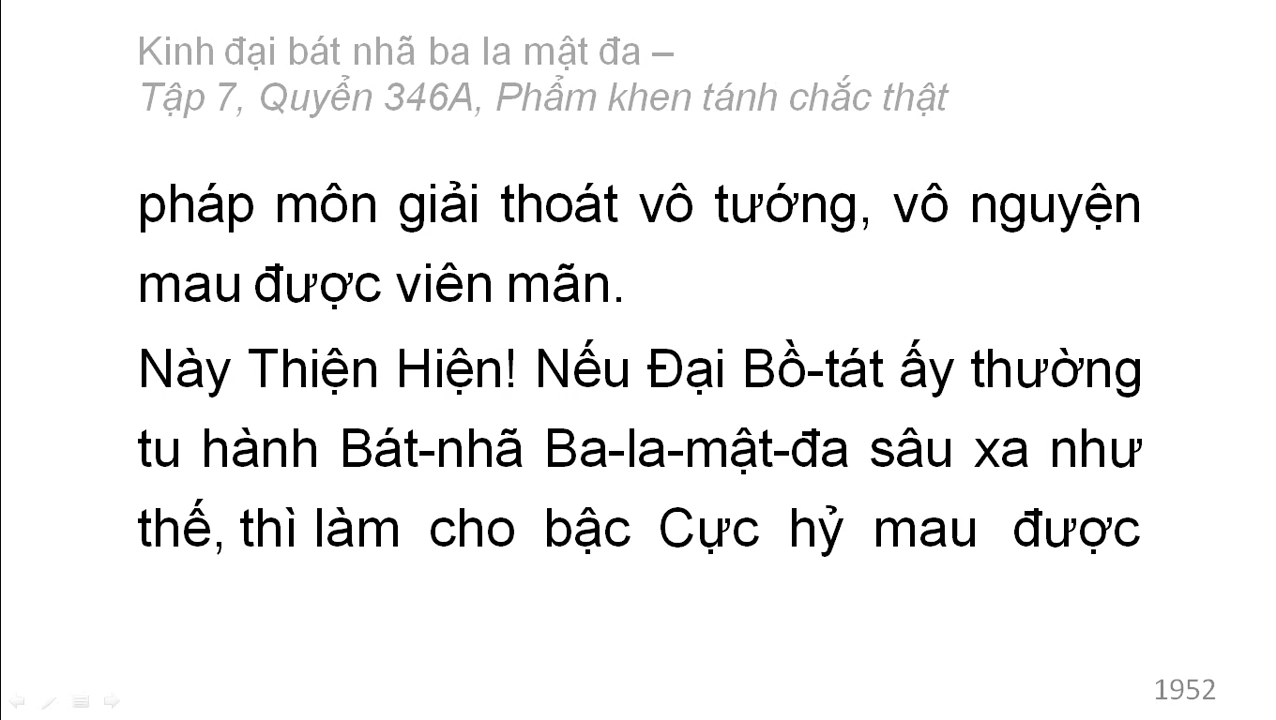 Kinh đại bát nhã ba la mật đa –
Tập 7, Quyển 346A, Phẩm khen tánh chắc thật
pháp môn giải thoát vô tướng, vô nguyện
mau được viên mãn.
Này Thiện Hiện! Nếu Đại Bồ-tát ấy thường
tu hành Bát-nhã Ba-la-mật-đa sâu xa như
thế, thì làm cho bậc Cực hỷ mau được
1952